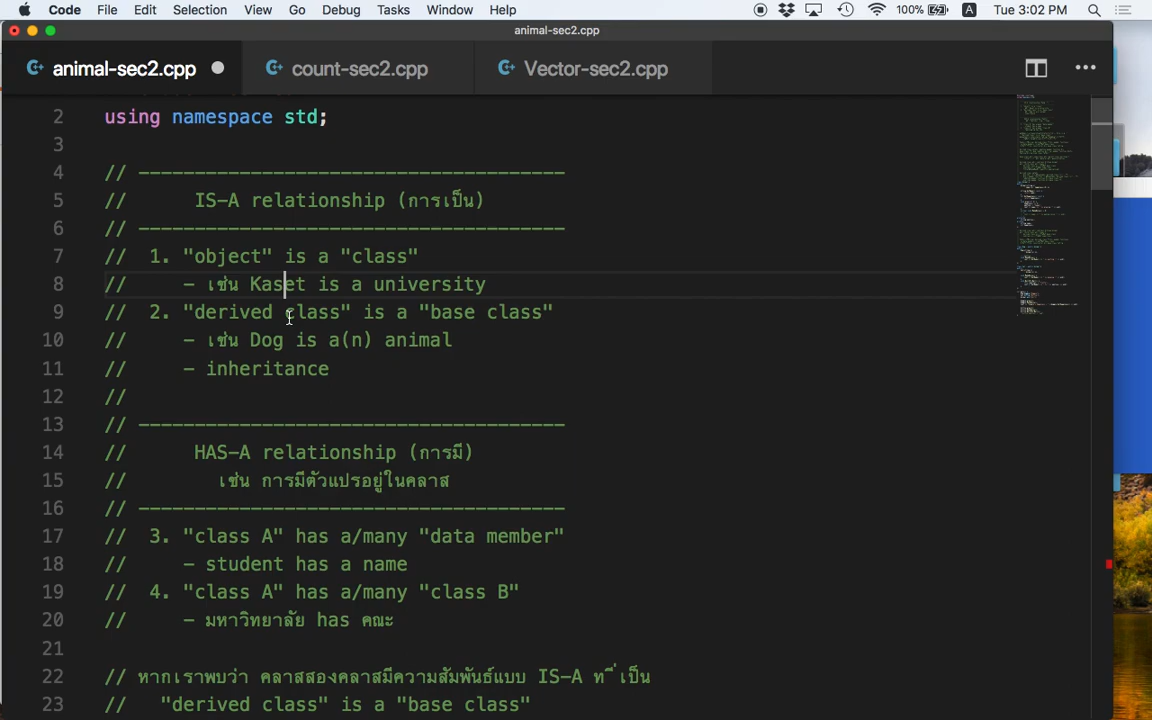 Code File Edit Selection View Go Debug Tasks Window Help 100% A Tue 3:02 PM
animal-sec2.cpp
animal-sec2.cpp count-sec2.cpp Vector-sec2.cpp
2 using namespace std;
3
4 // --------------------------------------
5 // IS-A relationship (การเป็น)
6 // --------------------------------------
7 // 1. "object" is a "class"
8 // - เช่น Kaset is a university
9 // 2. "derived class" is a "base class"
10 // - เช่น Dog is a(n) animal
11 // - inheritance
12 //
13 // --------------------------------------
14 // HAS-A relationship (การมี)
15 // เช่น การมีตัวแปรอยู่ในคลาส
16 // --------------------------------------
17 // 3. "class A" has a/many "data member"
18 // - student has a name
19 // 4. "class A" has a/many "class B"
20 // - มหาวิทยาลัย has คณะ
21
22 // หากเราพบว่า คลาสสองคลาสมีความสัมพันธ์แบบ IS-A ที่เป็น
23 // "derived class" is a "base class"